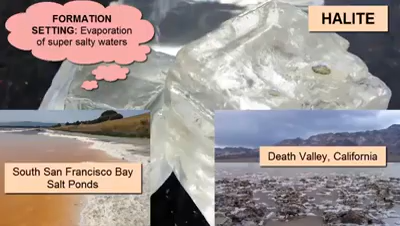 FORMATION
SETTING: Evaporation
of super salty waters
HALITE
South San Francisco Bay
Salt Ponds
Death Valley, California